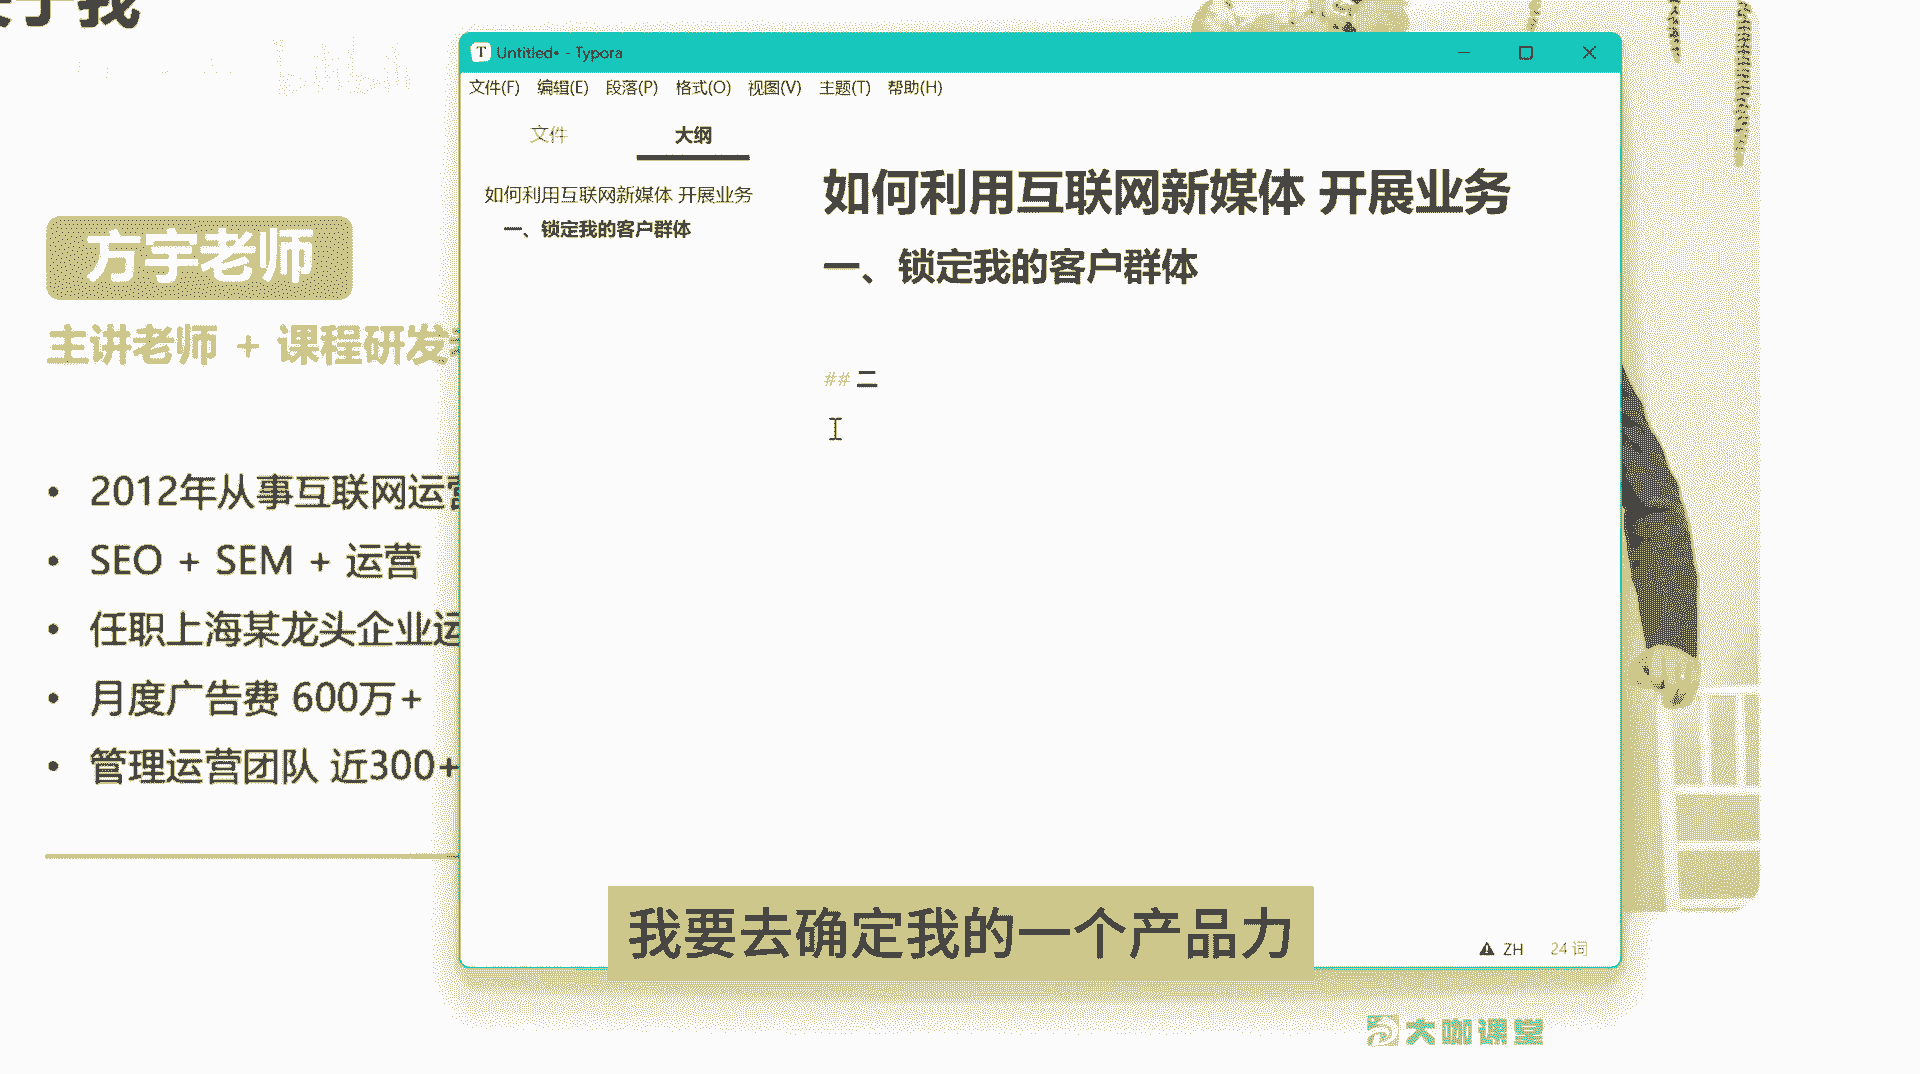 于我
bilibili
方宇老师
主讲老师 + 课程研发
• 2012年从事互联网运营
• SEO + SEM + 运营
• 任职上海某龙头企业运
• 月度广告费 600万+
• 管理运营团队 近300+
Untitled• - Typora
文件(F) 编辑(E) 段落(P) 格式(O) 视图(V) 主题(T) 帮助(H)
文件 大纲
如何利用互联网新媒体 开展业务
一、锁定我的客户群体
如何利用互联网新媒体 开展业务
一、锁定我的客户群体
## 二
ZH 24 词
我要去确定我的一个产品力
大咖课堂